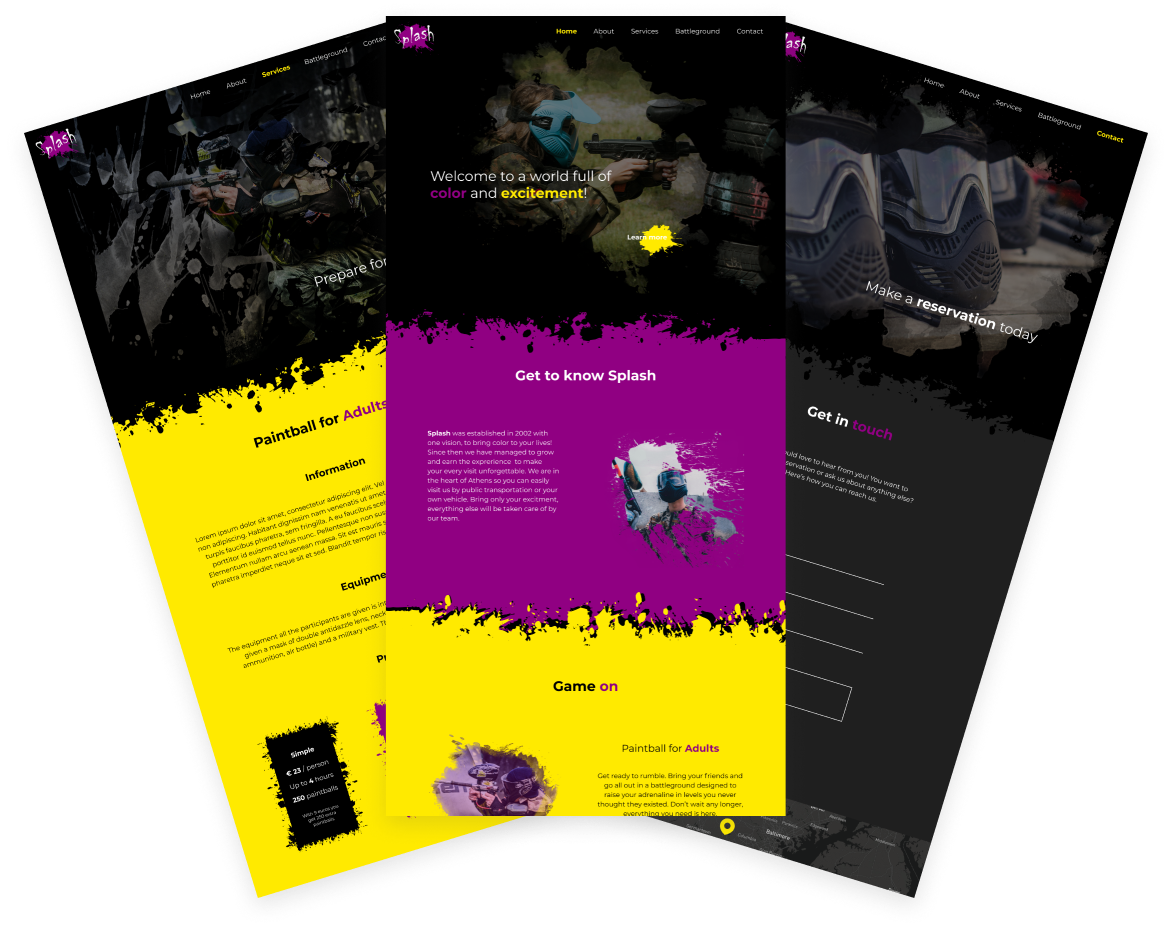 Splash
Home
About
Services
Battleground
Contac
Prepare for
Paintball for Adults
Information
Lorem ipsum dolor sit amet, consectetur adipiscing elit. Vel
non adipiscing. Habitant dignissim nam venenatis ut amet
turpis faucibus pharetra, sem fringilla. A eu faucibus scel
porttitor id euismod tellus nunc. Pellentesque non sus
Elementum nullam arcu aenean massa. Sit est mauris s
pharetra imperdiet neque sit et sed. Blandit tempor ris
Equipme
The equipment all the participants are given is in
given a mask of double antidazzle lens, neck
ammunition, air bottle) and a military vest. Th
Pr
Simple
€ 23 / person
Up to 4 hours
250 paintballs
With 9 euros you
get 250 extra
paintballs
Splash
Home
About
Services
Battleground
Contact
Welcome to a world full of
color and excitement!
Learn more
Get to know Splash
Splash was established in 2002 with
one vision, to bring color to your lives!
Since then we have managed to grow
and earn the exprerience to make
your every visit unforgettable. We are in
the heart of Athens so you can easily
visit us by public transportation or your
own vehicle. Bring only your excitment,
everything else will be taken care of by
our team.
Game on
Paintball for Adults
Get ready to rumble. Bring your friends and
go all out in a battleground designed to
raise your adrenaline in levels you never
thought they existed. Don't wait any longer,
everything you need is here.
ash
Home
About
Services
Battleground
Contact
Make a reservation today
Get in touch
uld love to hear from you! You want to
servation or ask us about anything else?
Here's how you can reach us.
Columbia
Baltimore